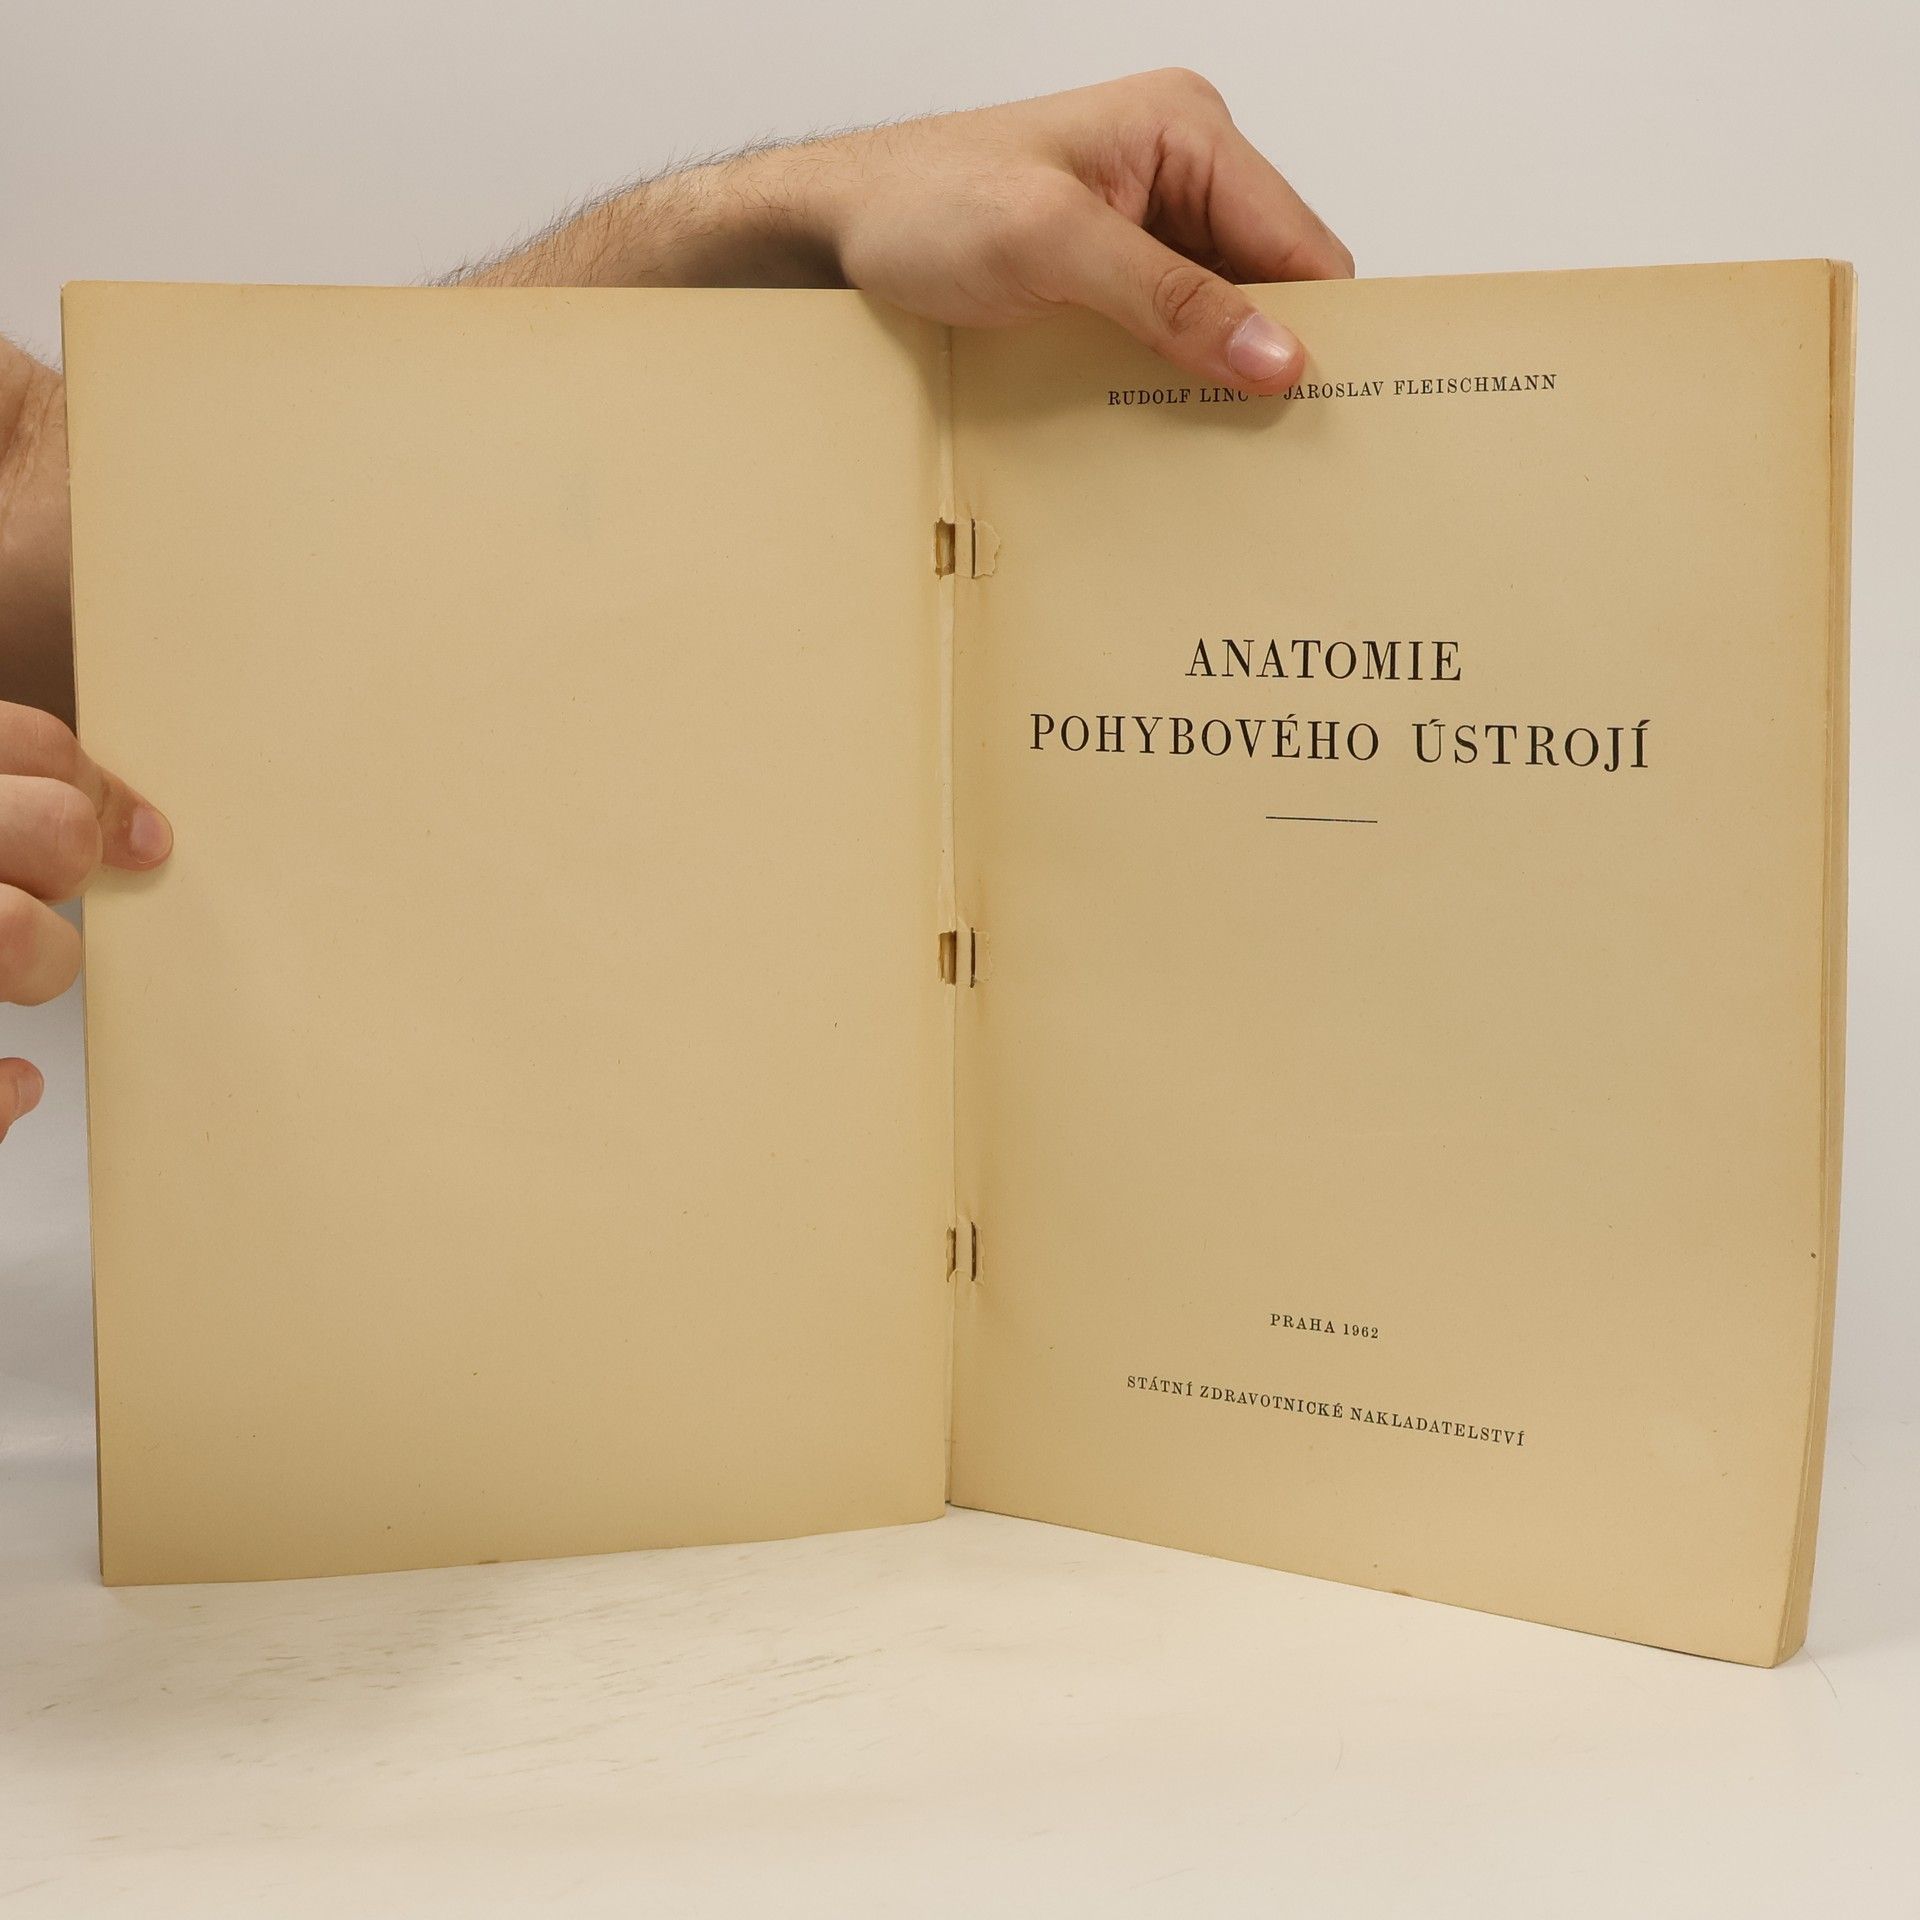 RUDOLF LINC – JAROSLAV FLEISCHMANN
ANATOMIE
POHYBOVÉHO ÚSTROJÍ
PRAHA 1962
STÁTNÍ ZDRAVOTNICKÉ NAKLADATELSTVÍ